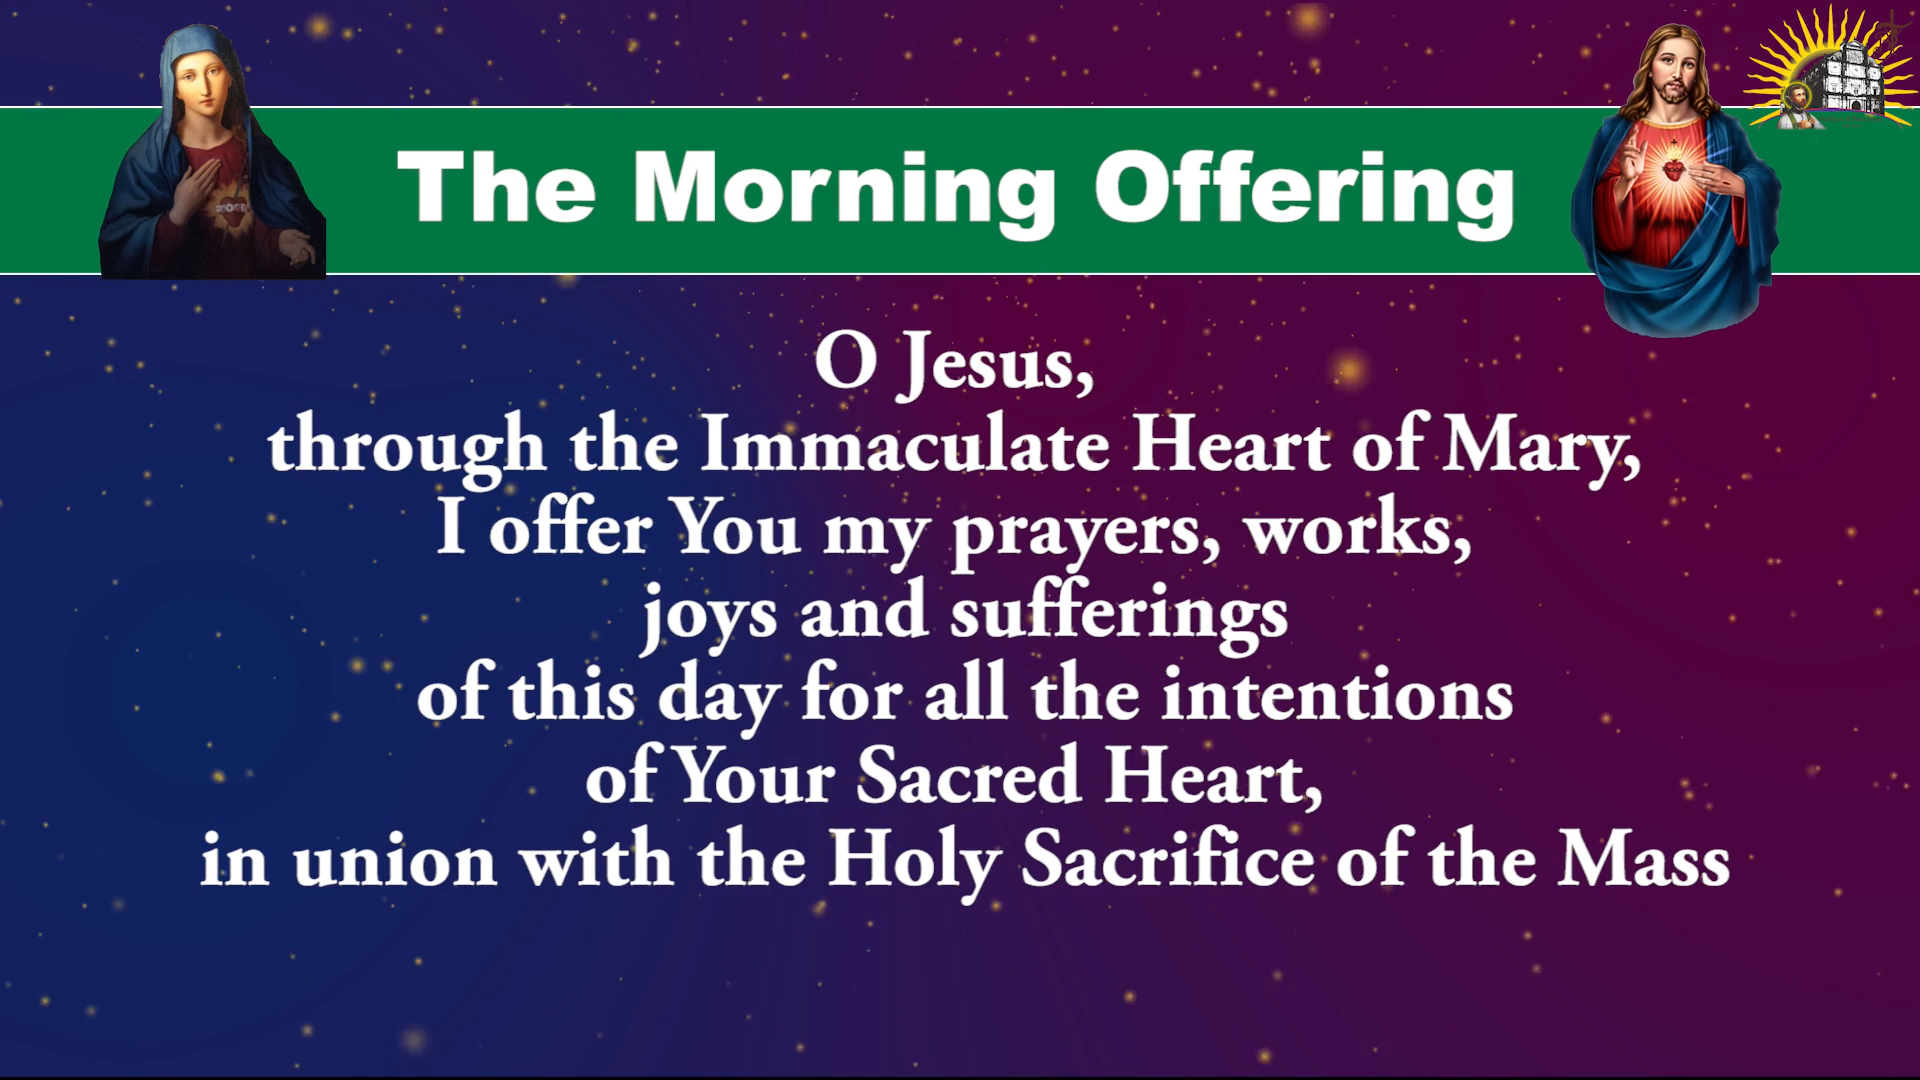 The Morning Offering
O Jesus,
through the Immaculate Heart of Mary,
I offer You my prayers, works,
joys and sufferings
of this day for all the intentions
of Your Sacred Heart,
in union with the Holy Sacrifice of the Mass